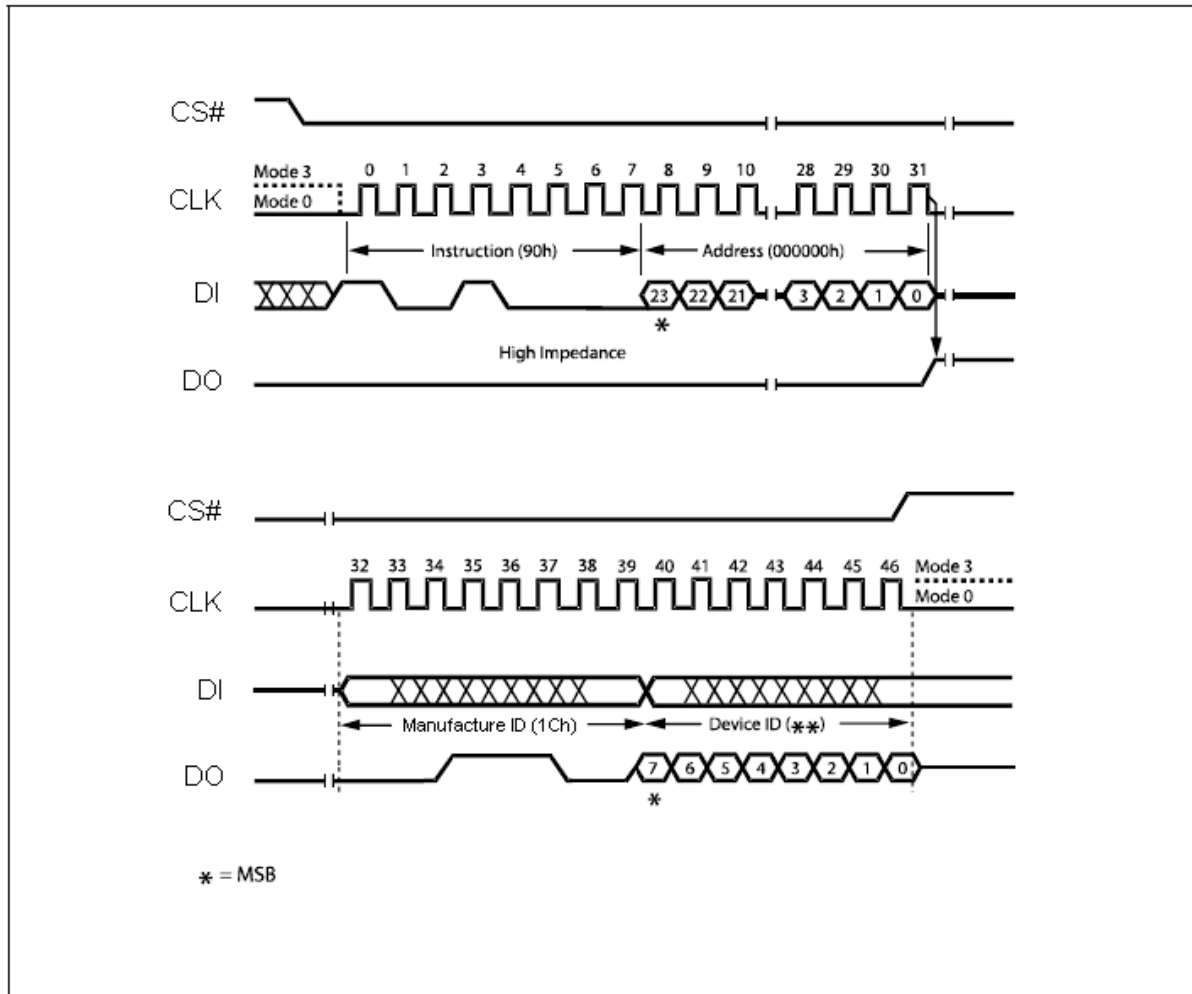 CS#
Mode 3 0 1 2 3 4 5 6 7 8 9 10 28 29 30 31
CLK Mode 0
Instruction (90h) Address (000000h)
DI 23 22 21 3 2 1 0
*
High Impedance
DO
CS#
32 33 34 35 36 37 38 39 40 41 42 43 44 45 46 Mode 3
CLK Mode 0
DI
Manufacture ID (1Ch) Device ID (**)
DO 7 6 5 4 3 2 1 0
*
* = MSB